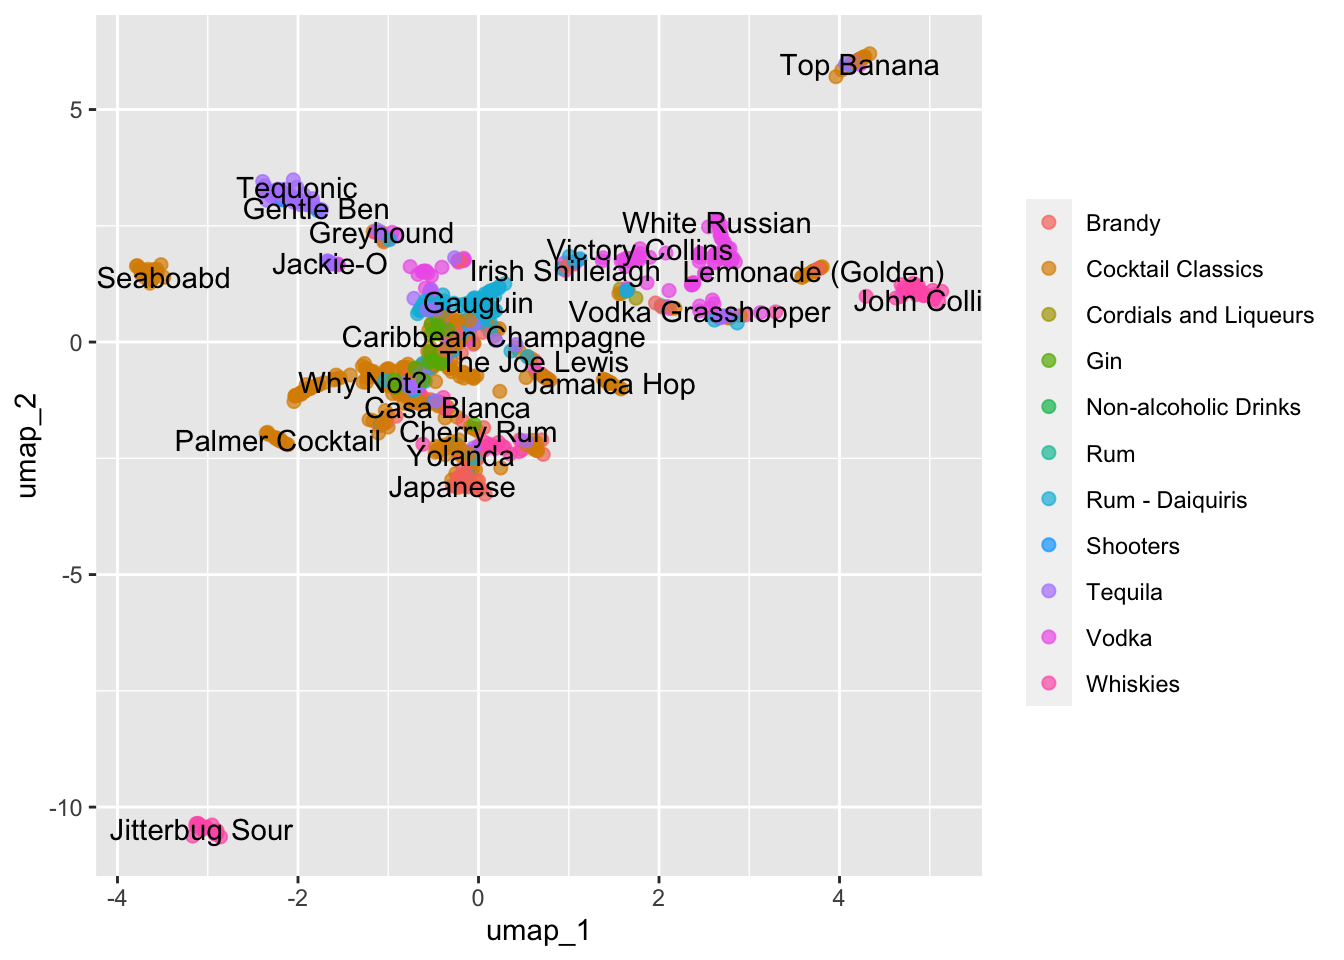 Top Banana
5
Tequonic
Gentle Ben
White Russian
Greyhound
Victory Collins
Jackie-O
Irish Shillelagh
Lemonade (Golden)
Seaboabd
John Colli
Gauguin
Vodka Grasshopper
Caribbean Champagne
0
The Joe Lewis
Why Not?
Jamaica Hop
Casa Blanca
Cherry Rum
Palmer Cocktail
Yolanda
Japanese
-5
-10
Jitterbug Sour
umap_2
-4
-2
0
2
4
umap_1
Brandy
Cocktail Classics
Cordials and Liqueurs
Gin
Non-alcoholic Drinks
Rum
Rum - Daiquiris
Shooters
Tequila
Vodka
Whiskies